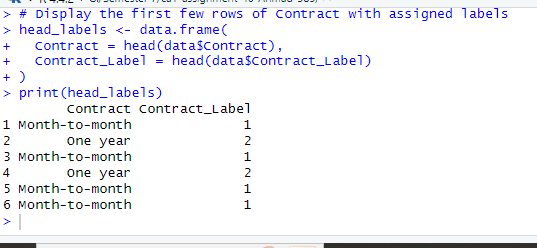 > # Display the first few rows of Contract with assigned labels
> head_labels <- data.frame(
+   Contract = head(data$Contract),
+   Contract_Label = head(data$Contract_Label)
+ )
> print(head_labels)
        Contract Contract_Label
1 Month-to-month              1
2       One year              2
3 Month-to-month              1
4       One year              2
5 Month-to-month              1
6 Month-to-month              1
>